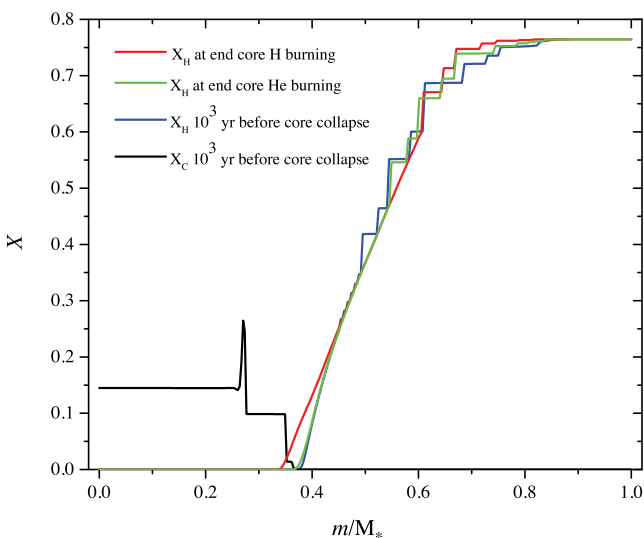 0.8
0.7
0.6
0.5
0.4
0.3
0.2
0.1
0.0
X
X_H at end core H burning
X_H at end core He burning
X_H 10^3 yr before core collapse
X_C 10^3 yr before core collapse
0.0 0.2 0.4 0.6 0.8 1.0
m/M_*